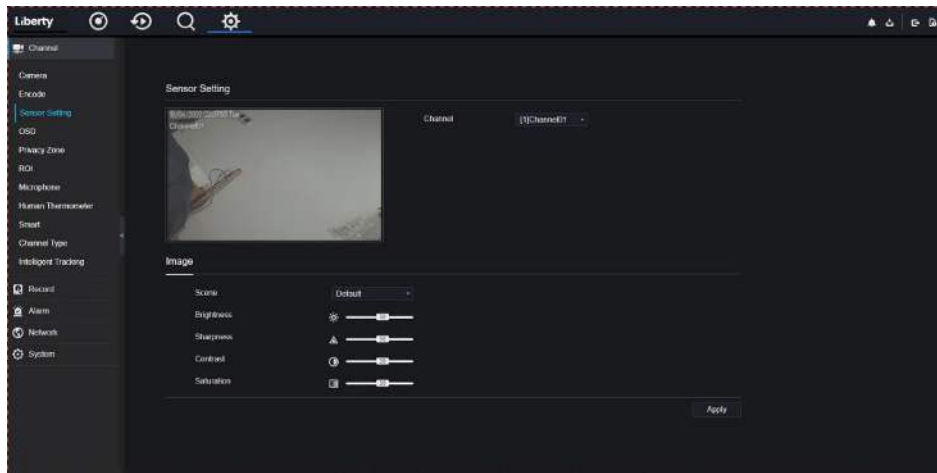 Liberty
Channel
Camera
Encode
Sensor Setting
OSD
Privacy Zone
ROI
Microphone
Human Thermometer
Smart
Channel Type
Intelligent Tracking
Record
Alarm
Network
System
Sensor Setting
Channel01
Channel
[1]Channel01
Image
Scene
Default
Brightness
Sharpness
Contrast
Saturation
Apply